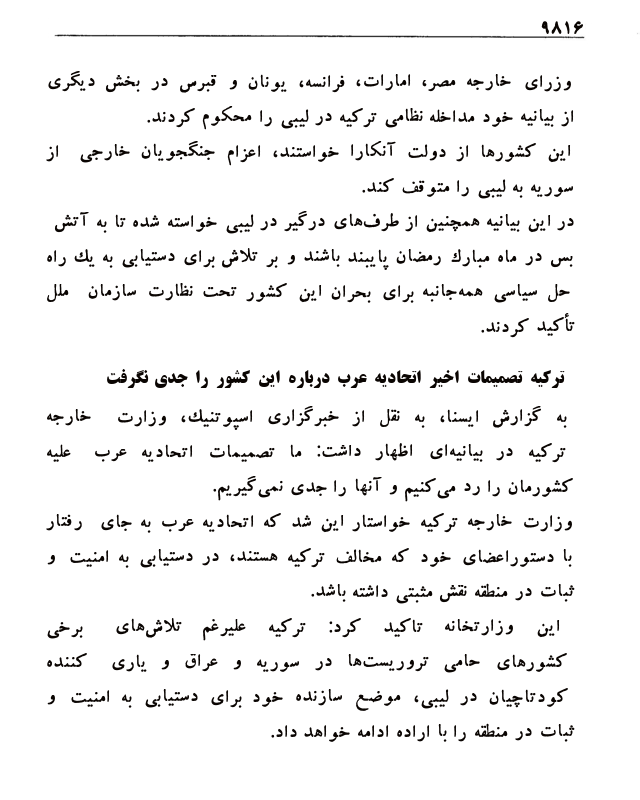 ۹۸۱۶
وزرای خارجه مصر، امارات، فرانسه، یونان و قبرس در بخش دیگری
از بیانیه خود مداخله نظامی ترکیه در لیبی را محکوم کردند.
این کشورها از دولت آنکارا خواستند، اعزام جنگجویان خارجی از
سوریه به لیبی را متوقف کند.
در این بیانیه همچنین از طرف‌های درگیر در لیبی خواسته شده تا به آتش
بس در ماه مبارك رمضان پایبند باشند و بر تلاش برای دستیابی به یك راه
حل سیاسی همه‌جانبه برای بحران این کشور تحت نظارت سازمان ملل
تأکید کردند.
ترکیه تصمیمات اخیر اتحادیه عرب درباره این کشور را جدی نگرفت
به گزارش ایسنا، به نقل از خبرگزاری اسپوتنیك، وزارت خارجه
ترکیه در بیانیه‌ای اظهار داشت: ما تصمیمات اتحادیه عرب علیه
کشورمان را رد می‌کنیم و آنها را جدی نمی‌گیریم.
وزارت خارجه ترکیه خواستار این شد که اتحادیه عرب به جای رفتار
با دستوراعضای خود که مخالف ترکیه هستند، در دستیابی به امنیت و
ثبات در منطقه نقش مثبتی داشته باشد.
این وزارتخانه تاکید کرد: ترکیه علیرغم تلاش‌های برخی
کشورهای حامی تروریست‌ها در سوریه و عراق و یاری کننده
کودتاچیان در لیبی، موضع سازنده خود برای دستیابی به امنیت و
ثبات در منطقه را با اراده ادامه خواهد داد.